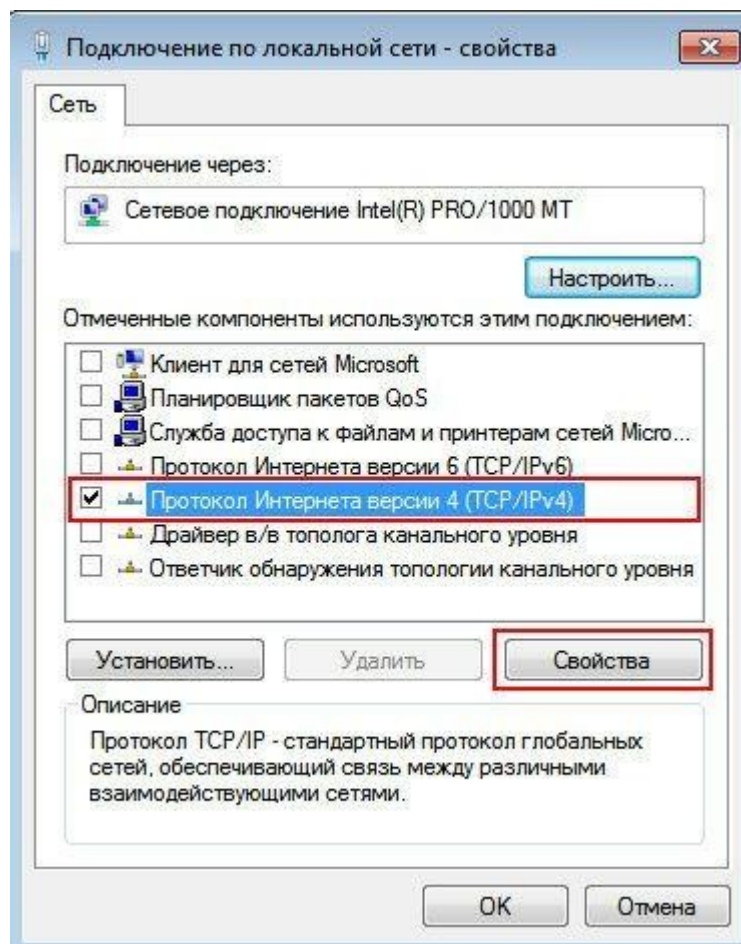 Подключение по локальной сети - свойства
Сеть
Подключение через:
Сетевое подключение Intel(R) PRO/1000 MT
Настроить...
Отмеченные компоненты используются этим подключением:
Клиент для сетей Microsoft
Планировщик пакетов QoS
Служба доступа к файлам и принтерам сетей Micro...
Протокол Интернета версии 6 (TCP/IPv6)
Протокол Интернета версии 4 (TCP/IPv4)
Драйвер в/в тополога канального уровня
Ответчик обнаружения топологии канального уровня
Установить... Удалить Свойства
Описание
Протокол TCP/IP - стандартный протокол глобальных
сетей, обеспечивающий связь между различными
взаимодействующими сетями.
OK Отмена